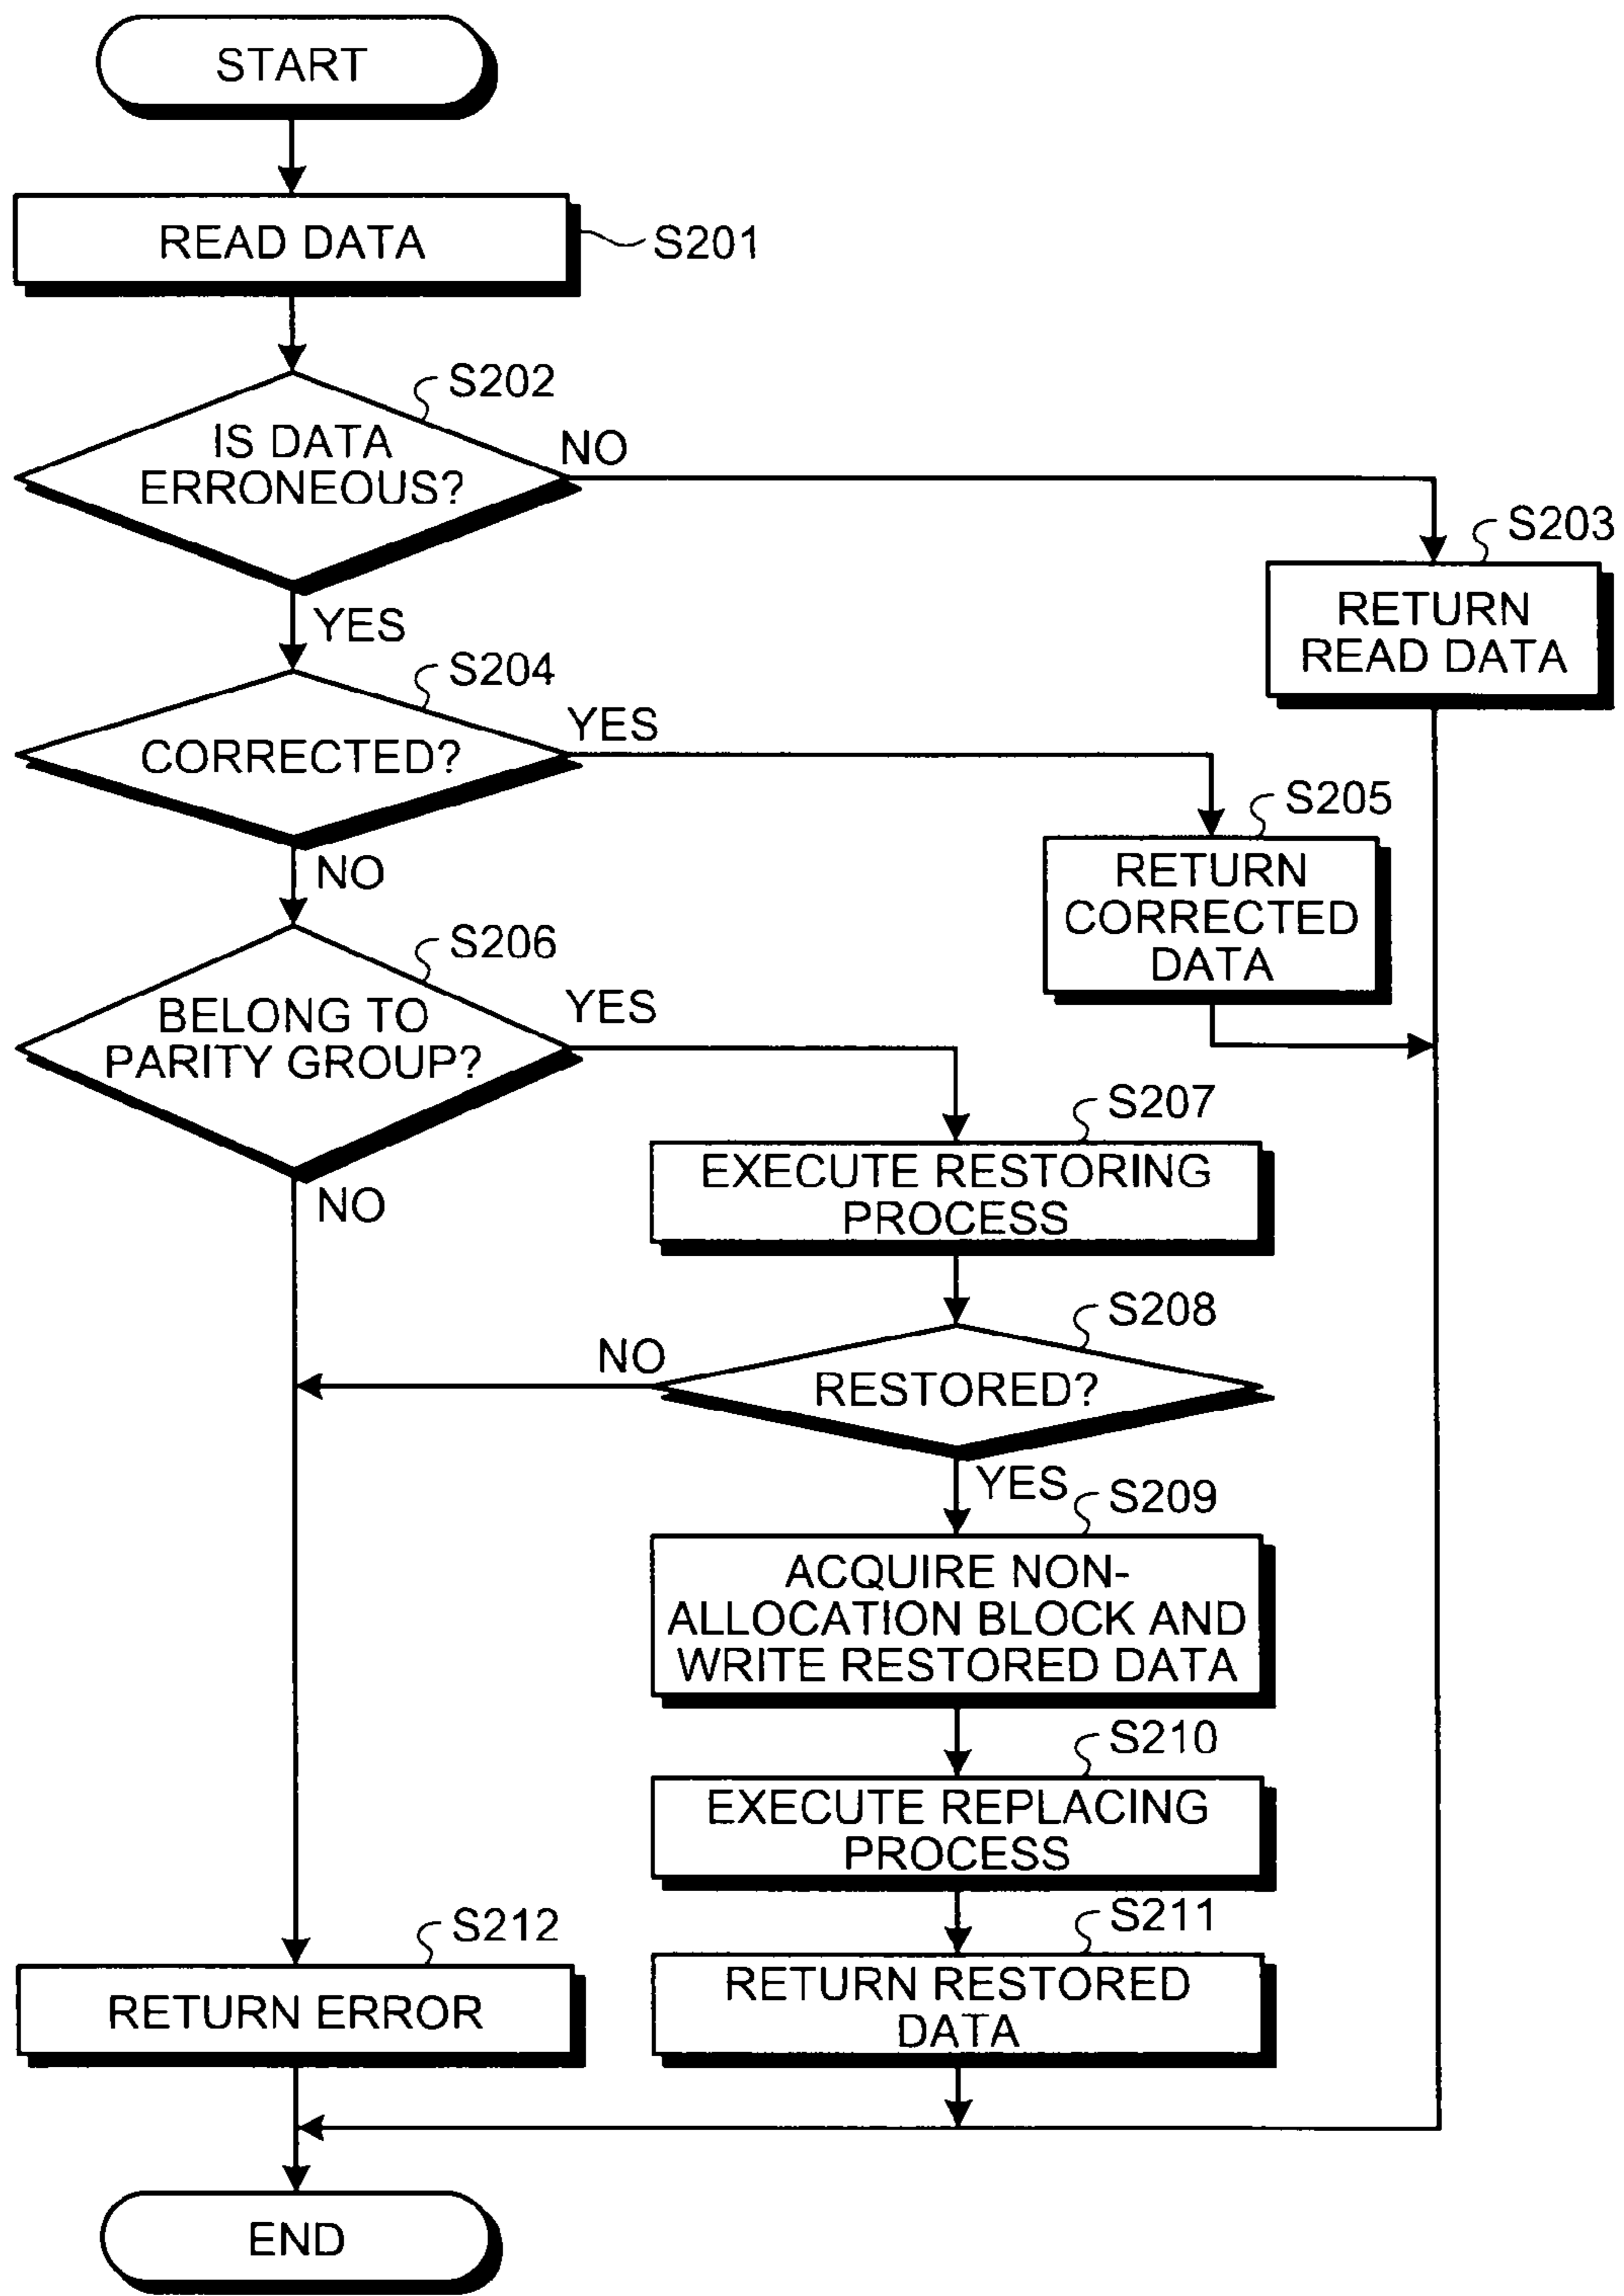 START
READ DATA
S201
S202
IS DATA
ERRONEOUS?
NO
S203
RETURN
READ DATA
YES
S204
CORRECTED?
YES
S205
RETURN
CORRECTED
DATA
NO
S206
BELONG TO
PARITY GROUP?
YES
S207
EXECUTE RESTORING
PROCESS
NO
S208
RESTORED?
NO
YES
S209
ACQUIRE NON-
ALLOCATION BLOCK AND
WRITE RESTORED DATA
S210
EXECUTE REPLACING
PROCESS
S211
RETURN RESTORED
DATA
S212
RETURN ERROR
END